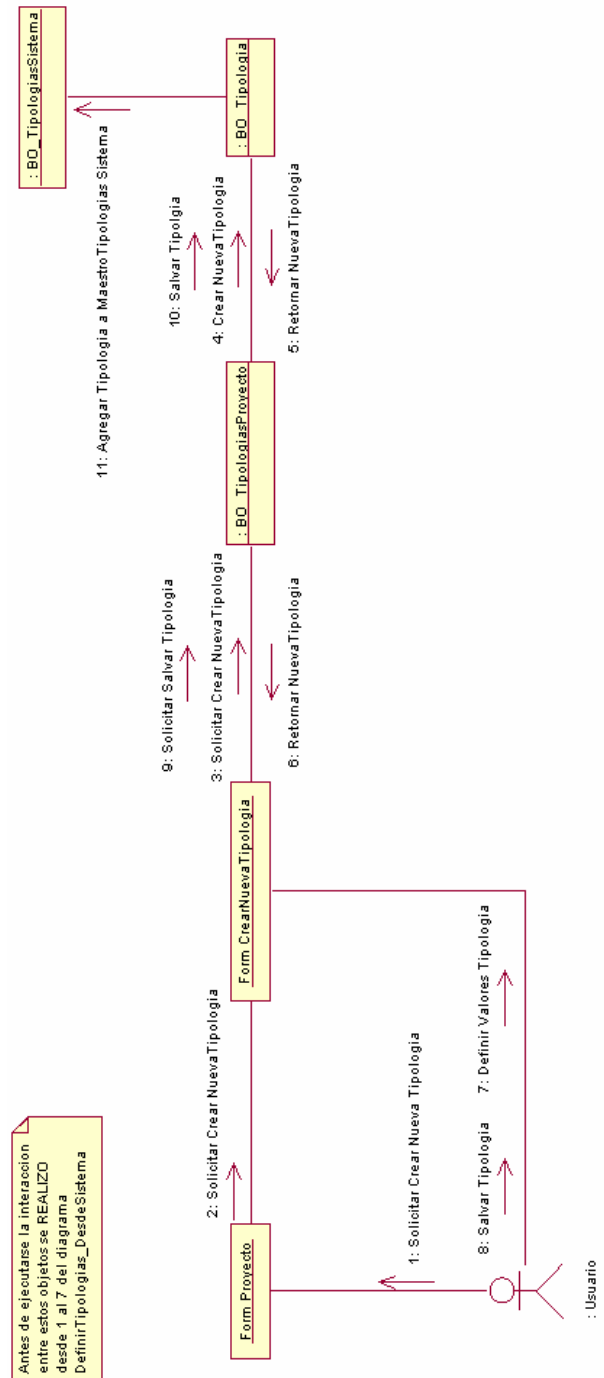 Antes de ejecutarse la interaccion
entre estos objetos se REALIZO
desde 1 al 7 del diagrama
DefinirTipologias_DesdeSistema
: BO_TipologiasSistema
11: Agregar Tipologia a MaestroTipologias Sistema
10: Salvar Tipolgia
4: Crear NuevaTipologia
5: Retornar NuevaTipologia
: BO_Tipologia
: BO_TipologiasProyecto
9: Solicitar Salvar Tipologia
3: Solicitar Crear NuevaTipologia
6: Retornar NuevaTipologia
Form CrearNuevaTipologia
2: Solicitar Crear NuevaTipologia
Form Proyecto
1: Solicitar Crear Nueva Tipologia
8: Salvar Tipologia
7: Definir Valores Tipologia
: Usuario